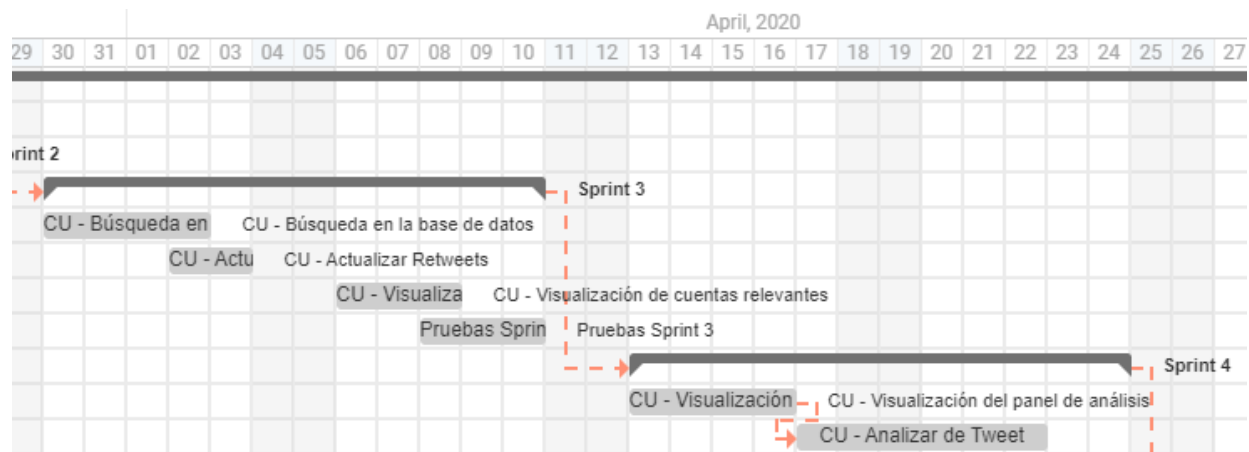 April, 2020
29 30 31 01 02 03 04 05 06 07 08 09 10 11 12 13 14 15 16 17 18 19 20 21 22 23 24 25 26 27
rint 2
Sprint 3
CU - Búsqueda en CU - Búsqueda en la base de datos
CU - Actu CU - Actualizar Retweets
CU - Visualiza CU - Visualización de cuentas relevantes
Pruebas Sprin Pruebas Sprint 3
Sprint 4
CU - Visualización CU - Visualización del panel de análisis
CU - Analizar de Tweet